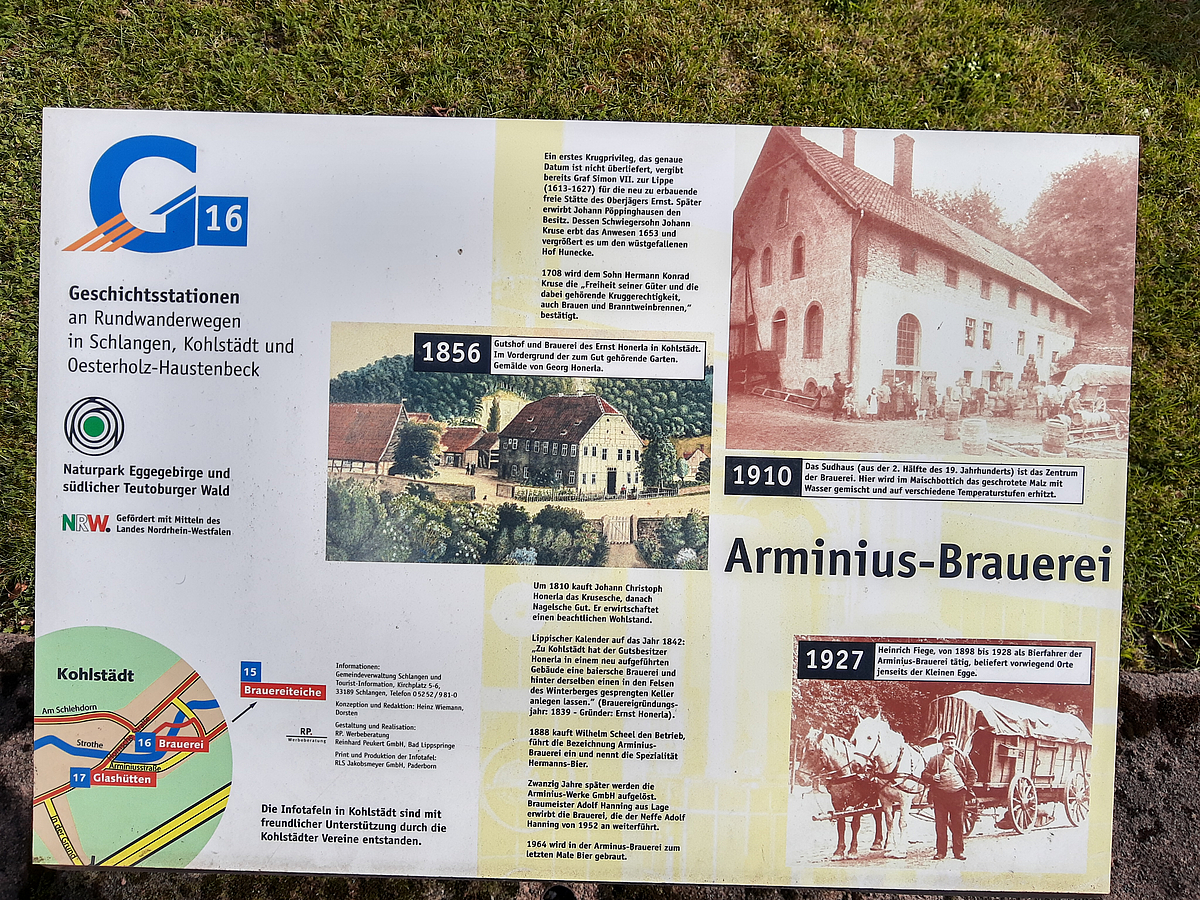 G 16
Geschichtsstationen
an Rundwanderwegen
in Schlangen, Kohlstädt und
Oesterholz-Haustenbeck
Naturpark Eggegebirge und
südlicher Teutoburger Wald
NRW.
Gefördert mit Mitteln des
Landes Nordrhein-Westfalen
Kohlstädt
Am Schlehdorn
Strothe
16 Brauerei
Arminiusstraße
17 Glashütten
In der Grund
15
Brauereiteiche
Informationen:
Gemeindeverwaltung Schlangen und
Tourist-Information, Kirchplatz 5-6,
33189 Schlangen, Telefon 05252/981-0
Konzeption und Redaktion: Heinz Wiemann,
Dorsten
RP.
Werbeberatung
Gestaltung und Realisation:
RP. Werbeberatung
Reinhard Peukert GmbH, Bad Lippspringe
Print und Produktion der Infotafel:
RLS Jakobsmeyer GmbH, Paderborn
Die Infotafeln in Kohlstädt sind mit
freundlicher Unterstützung durch die
Kohlstädter Vereine entstanden.
Ein erstes Krugprivileg, das genaue
Datum ist nicht überliefert, vergibt
bereits Graf Simon VII. zur Lippe
(1613-1627) für die neu zu erbauende
freie Stätte des Oberjägers Ernst. Später
erwirbt Johann Pöppinghausen den
Besitz. Dessen Schwiegersohn Johann
Kruse erbt das Anwesen 1653 und
vergrößert es um den wüstgefallenen
Hof Hunecke.
1708 wird dem Sohn Hermann Konrad
Kruse die „Freiheit seiner Güter und die
dabei gehörende Kruggerechtigkeit,
auch Brauen und Branntweinbrennen,"
bestätigt.
1856
Gutshof und Brauerei des Ernst Honerla in Kohlstädt.
Im Vordergrund der zum Gut gehörende Garten.
Gemälde von Georg Honerla.
Um 1810 kauft Johann Christoph
Honerla das Krusesche, danach
Nagelsche Gut. Er erwirtschaftet
einen beachtlichen Wohlstand.
Lippischer Kalender auf das Jahr 1842:
„Zu Kohlstädt hat der Gutsbesitzer
Honerla in einem neu aufgeführten
Gebäude eine baiersche Brauerei und
hinter derselben einen in den Felsen
des Winterberges gesprengten Keller
anlegen lassen." (Brauereigründungs-
jahr: 1839 - Gründer: Ernst Honerla).
1888 kauft Wilhelm Scheel den Betrieb,
führt die Bezeichnung Arminius-
Brauerei ein und nennt die Spezialität
Hermanns-Bier.
Zwanzig Jahre später werden die
Arminius-Werke GmbH aufgelöst.
Braumeister Adolf Hanning aus Lage
erwirbt die Brauerei, die der Neffe Adolf
Hanning von 1952 an weiterführt.
1964 wird in der Arminus-Brauerei zum
letzten Male Bier gebraut.
1910
Das Sudhaus (aus der 2. Hälfte des 19. Jahrhunderts) ist das Zentrum
der Brauerei. Hier wird im Maischbottich das geschrotete Malz mit
Wasser gemischt und auf verschiedene Temperaturstufen erhitzt.
Arminius-Brauerei
1927
Heinrich Fiege, von 1898 bis 1928 als Bierfahrer der
Arminius-Brauerei tätig, beliefert vorwiegend Orte
jenseits der Kleinen Egge.